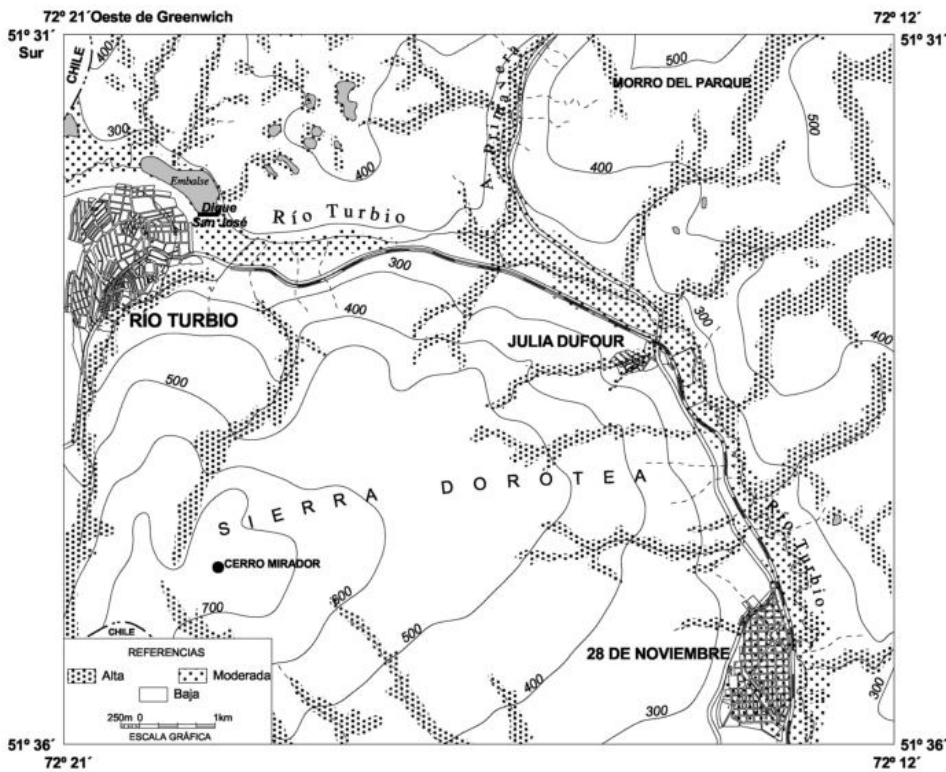 72º 21´Oeste de Greenwich
72º 12´
51º 31´
Sur
51º 31´
CHILE
400
500
MORRO DEL PARQUE
A. Primavera
300
500
400
400
Embalse
Dique
San José
Río Turbio
300
RÍO TURBIO
400
300
JULIA DUFOUR
400
500
SIERRA DOROTEA
Río Turbio
CERRO MIRADOR
700
600
500
CHILE
28 DE NOVIEMBRE
400
300
300
REFERENCIAS
Alta
Moderada
Baja
250m 0 1km
ESCALA GRÁFICA
51º 36´
51º 36´
72º 21´
72º 12´